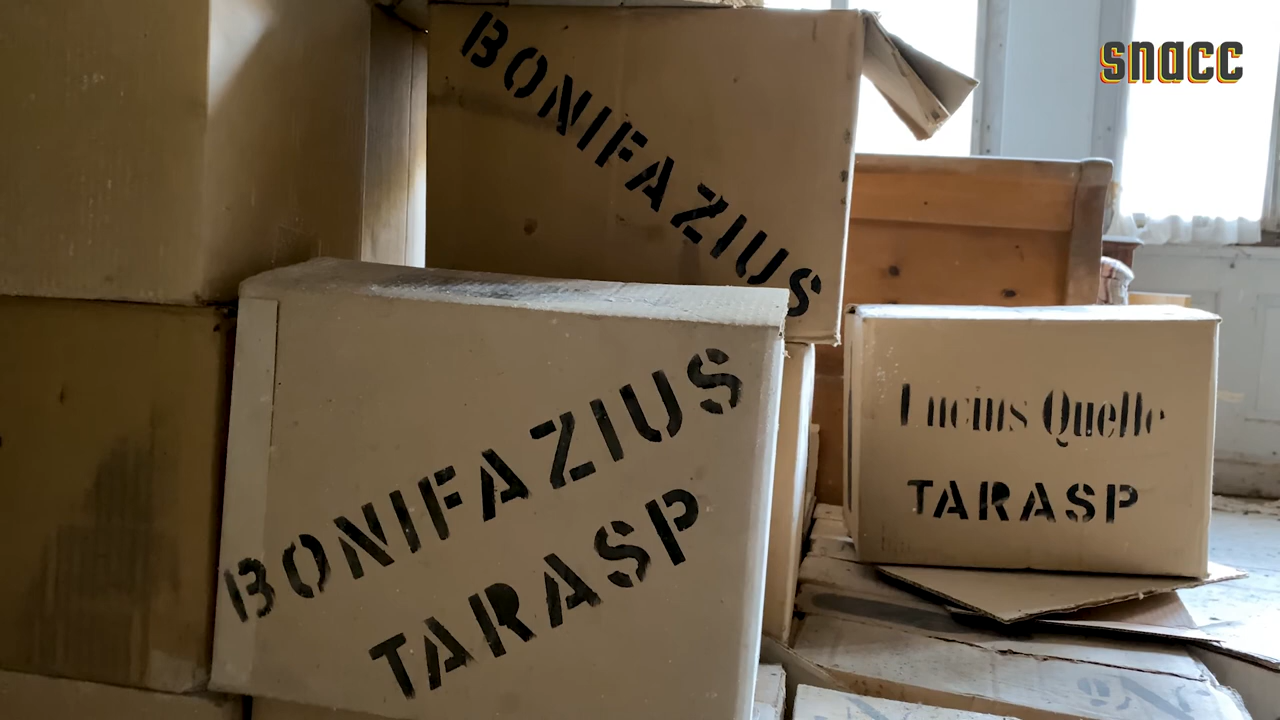 BONIFAZIUS
snacc
BONIFAZIUS
TARASP
Lucius Quelle
TARASP